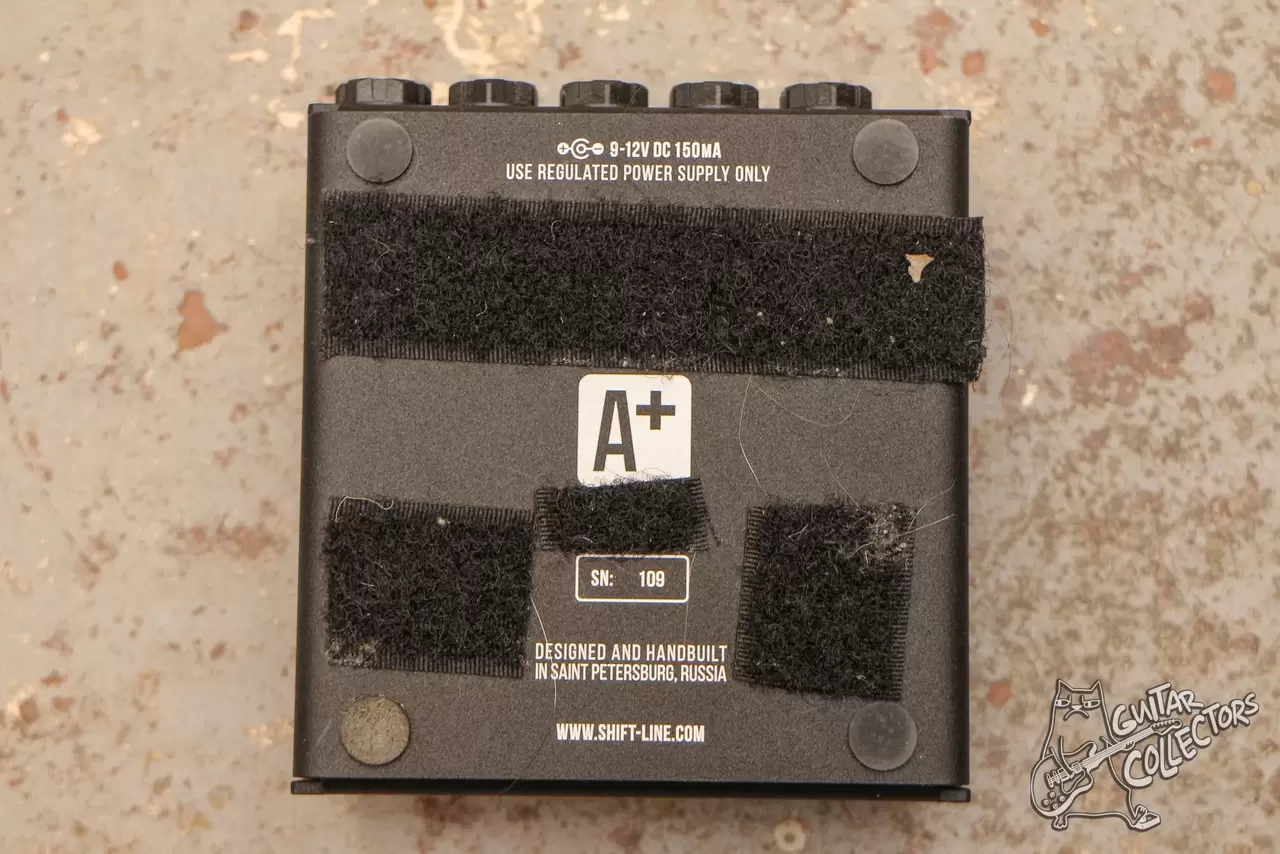 9-12V DC 150MA
USE REGULATED POWER SUPPLY ONLY
A+
SN: 109
DESIGNED AND HANDBUILT
IN SAINT PETERSBURG, RUSSIA
WWW.SHIFT-LINE.COM
GUITAR
COLLECTORS